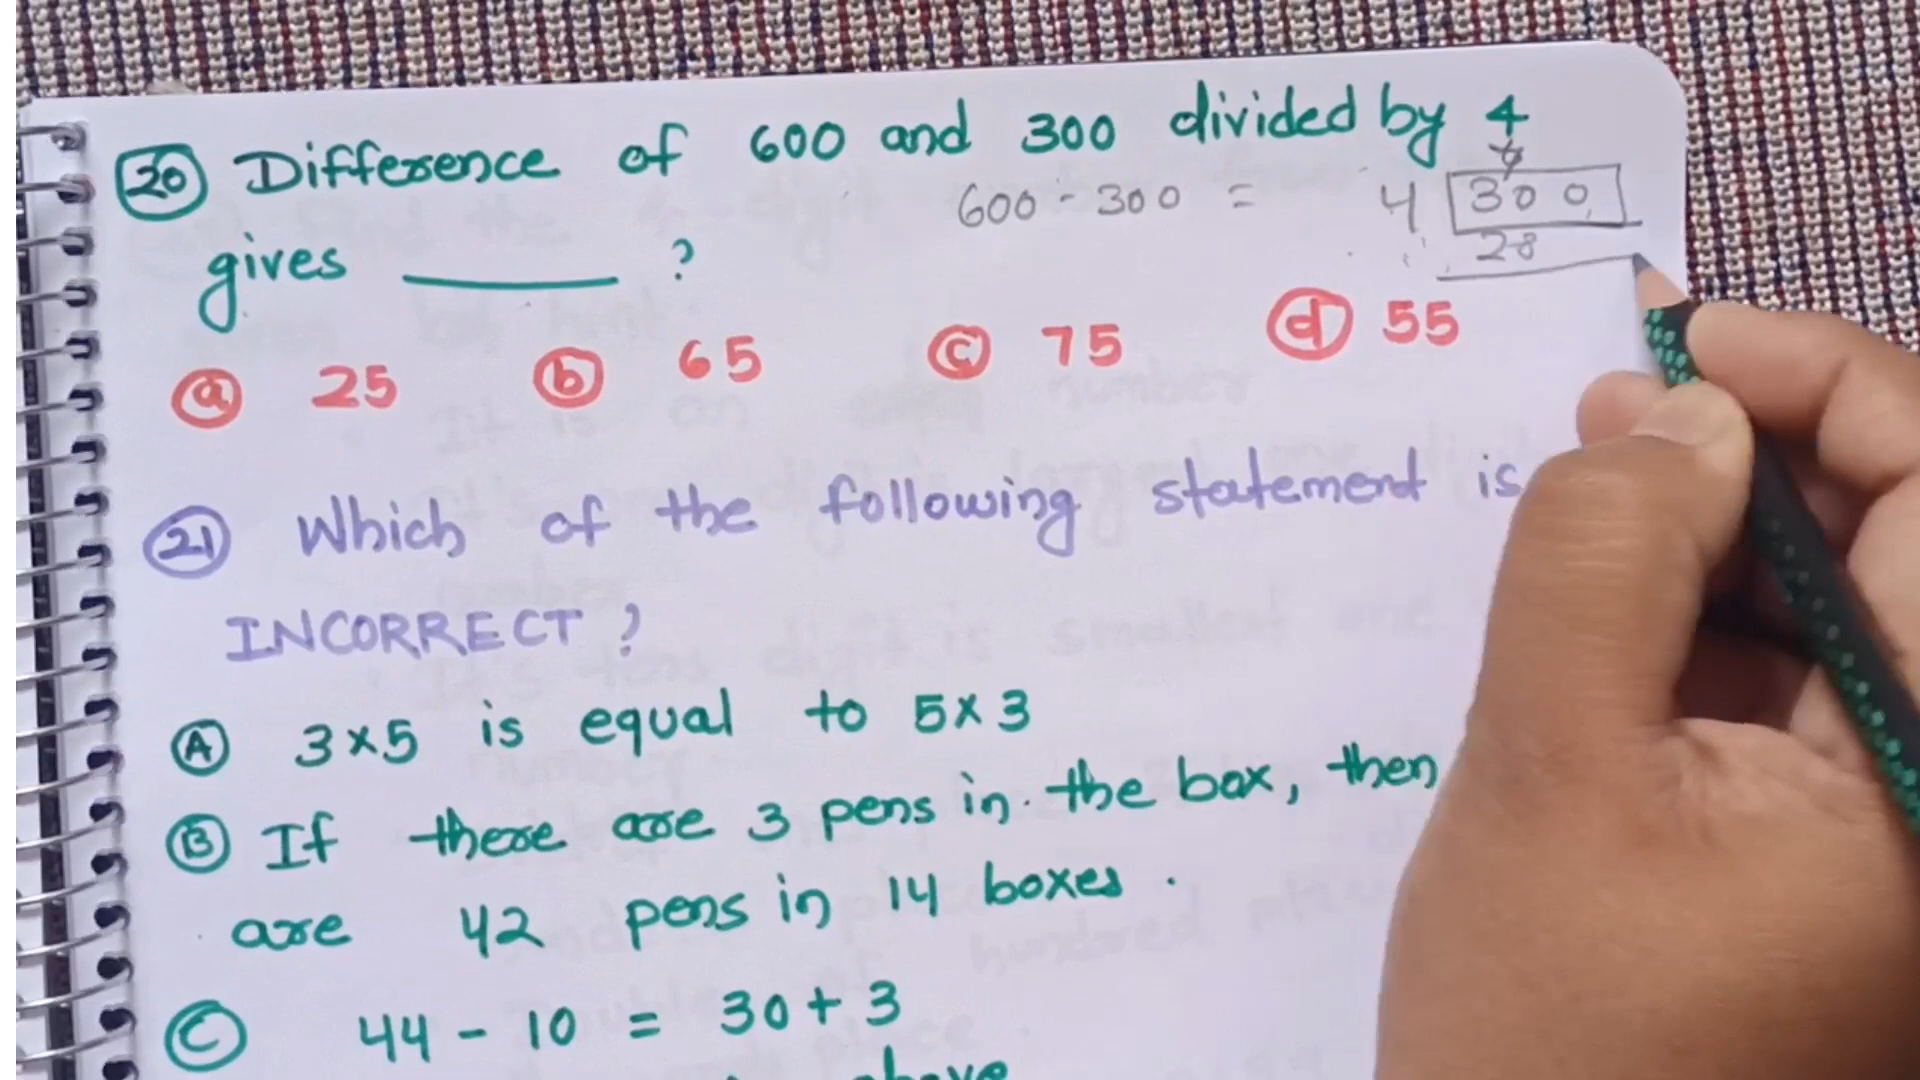 20 Difference of 600 and 300 divided by 4
600 - 300 = 4 300
28
gives ______ ?
a 25 b 65 c 75 d 55
21 Which of the following statement is
INCORRECT ?
A 3×5 is equal to 5×3
B If there are 3 pens in the box, then
are 42 pens in 14 boxes.
C 44 - 10 = 30 + 3
above